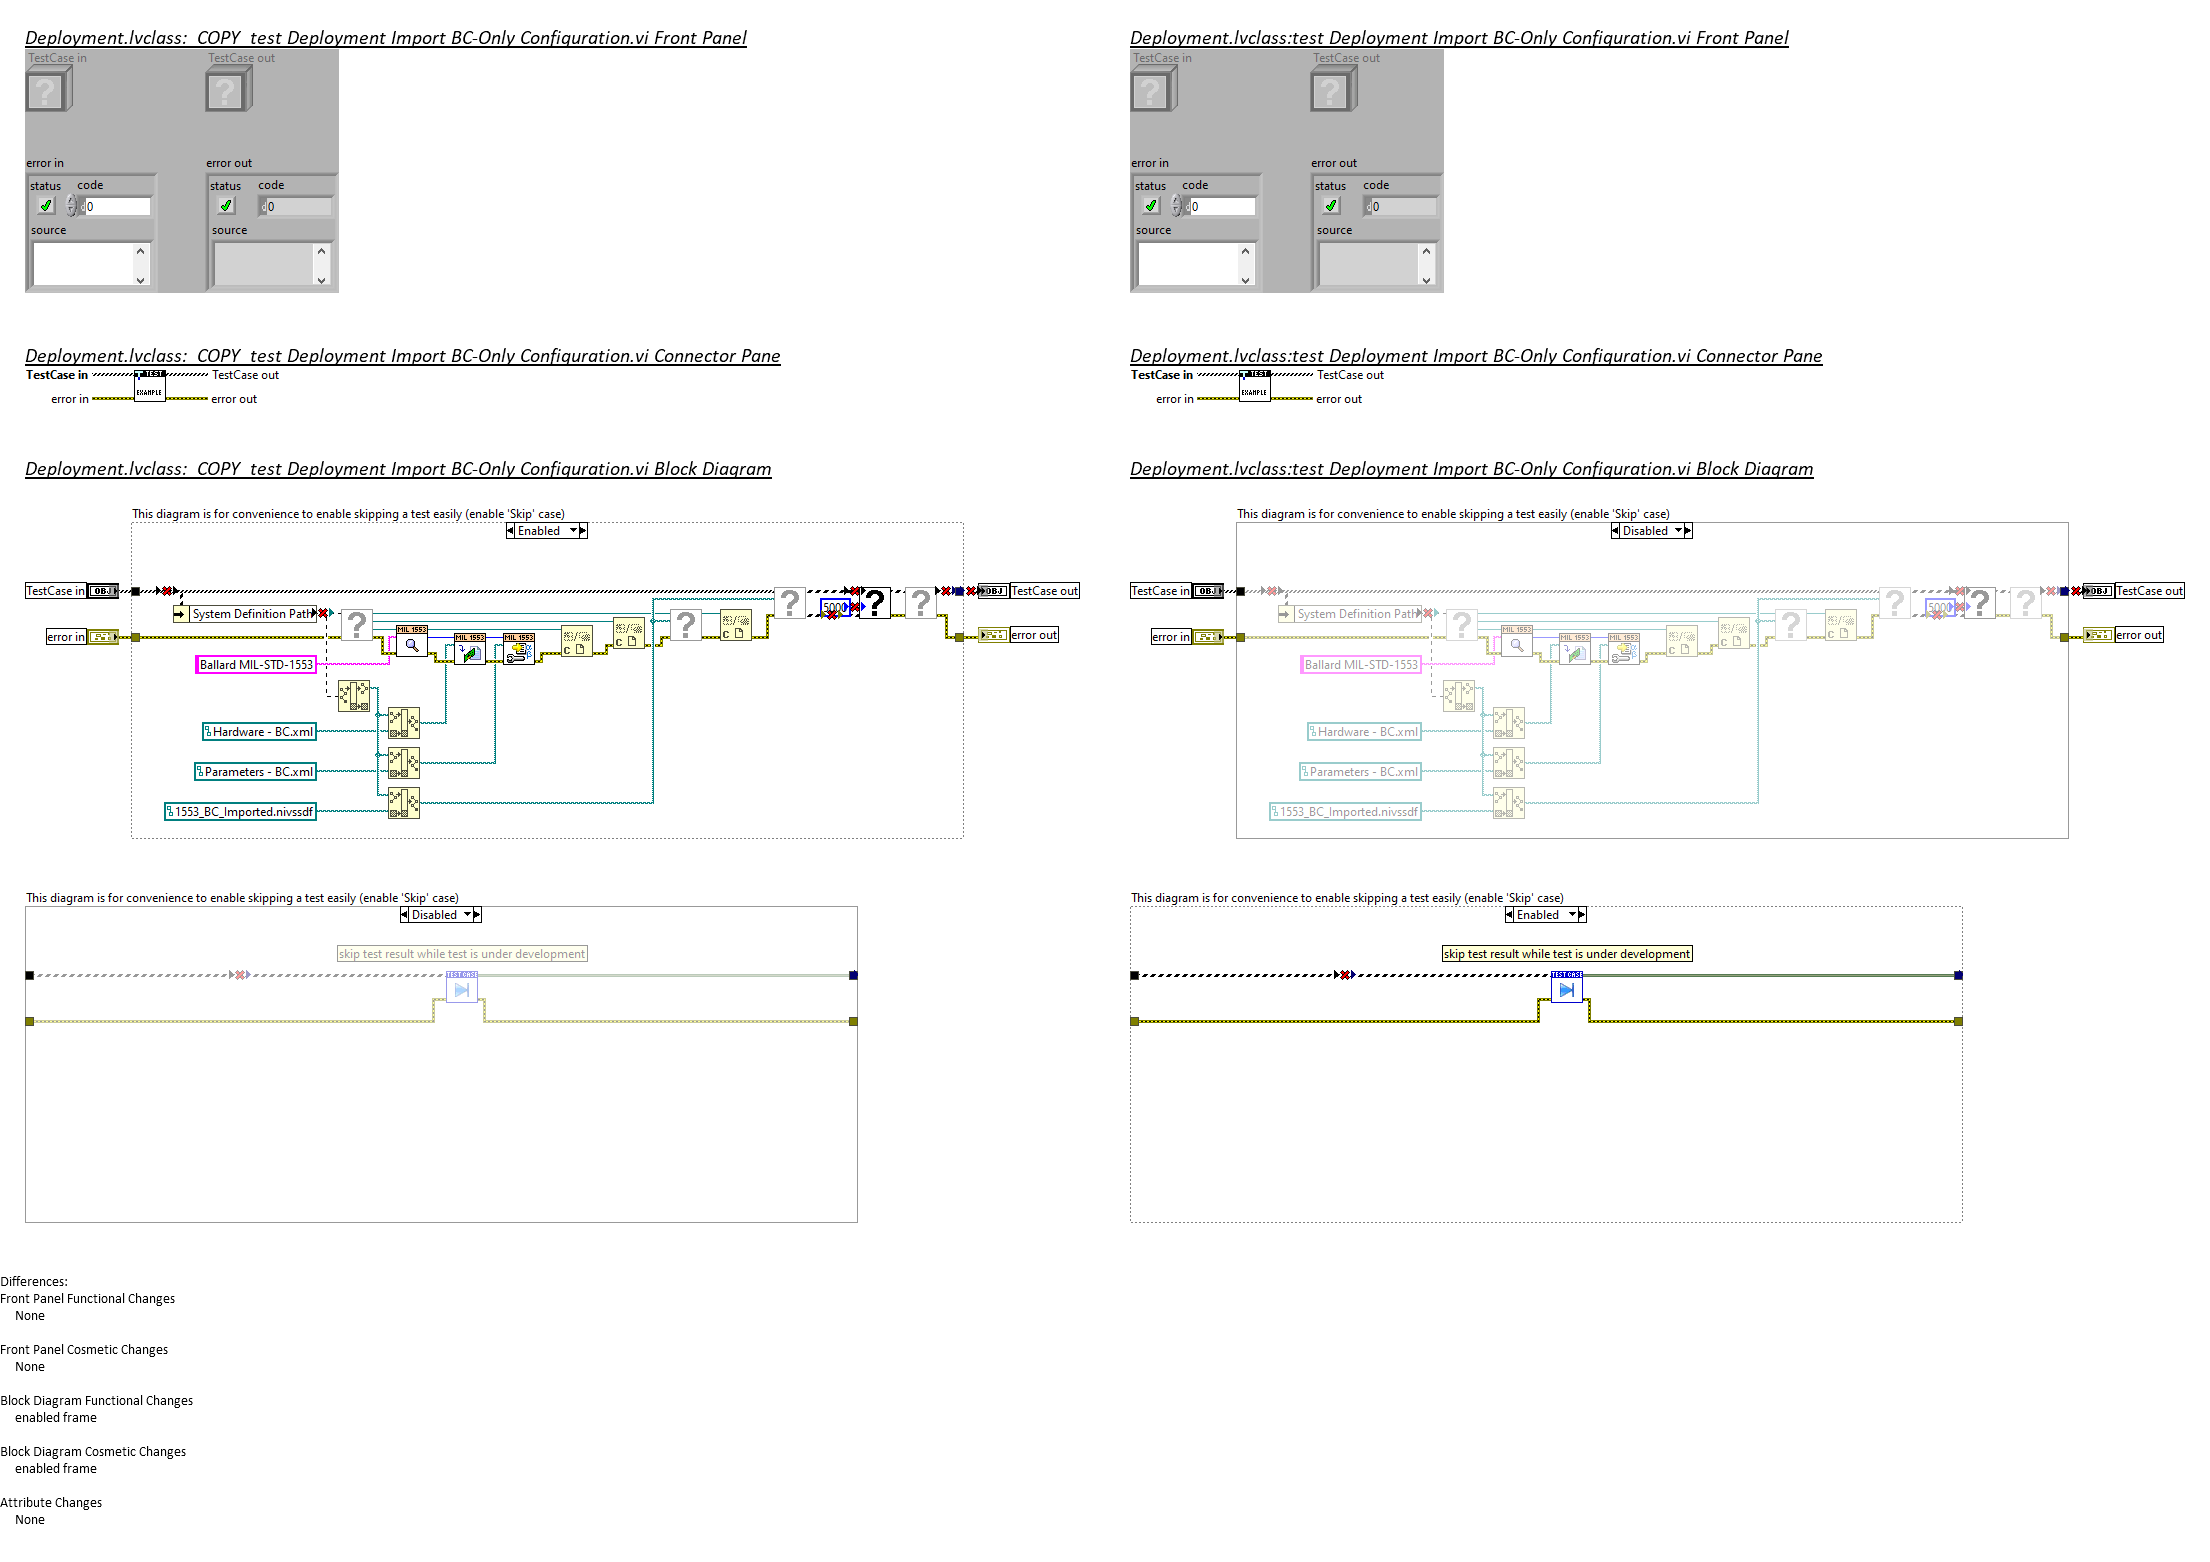 Deployment.lvclass:_COPY_test Deployment Import BC-Only Configuration.vi Front Panel
TestCase in
TestCase out
error in
error out
status
code
status
code
0
d0
source
source
Deployment.lvclass:_COPY_test Deployment Import BC-Only Configuration.vi Connector Pane
TestCase in
TestCase out
TEST
EXAMPLE
error in
error out
Deployment.lvclass:_COPY_test Deployment Import BC-Only Configuration.vi Block Diagram
This diagram is for convenience to enable skipping a test easily (enable 'Skip' case)
Enabled
TestCase in
OBJ
OBJ
TestCase out
System Definition Path
5000
error in
error out
MIL 1553
MIL 1553
MIL 1553
Ballard MIL-STD-1553
Hardware - BC.xml
Parameters - BC.xml
1553_BC_Imported.nivssdf
This diagram is for convenience to enable skipping a test easily (enable 'Skip' case)
Disabled
skip test result while test is under development
TEST CASE
Deployment.lvclass:test Deployment Import BC-Only Configuration.vi Front Panel
TestCase in
TestCase out
error in
error out
status
code
status
code
0
d0
source
source
Deployment.lvclass:test Deployment Import BC-Only Configuration.vi Connector Pane
TestCase in
TestCase out
TEST
EXAMPLE
error in
error out
Deployment.lvclass:test Deployment Import BC-Only Configuration.vi Block Diagram
This diagram is for convenience to enable skipping a test easily (enable 'Skip' case)
Disabled
TestCase in
OBJ
OBJ
TestCase out
System Definition Path
5000
error in
error out
MIL 1553
MIL 1553
MIL 1553
Ballard MIL-STD-1553
Hardware - BC.xml
Parameters - BC.xml
1553_BC_Imported.nivssdf
This diagram is for convenience to enable skipping a test easily (enable 'Skip' case)
Enabled
skip test result while test is under development
TEST CASE
Differences:
Front Panel Functional Changes
None
Front Panel Cosmetic Changes
None
Block Diagram Functional Changes
enabled frame
Block Diagram Cosmetic Changes
enabled frame
Attribute Changes
None